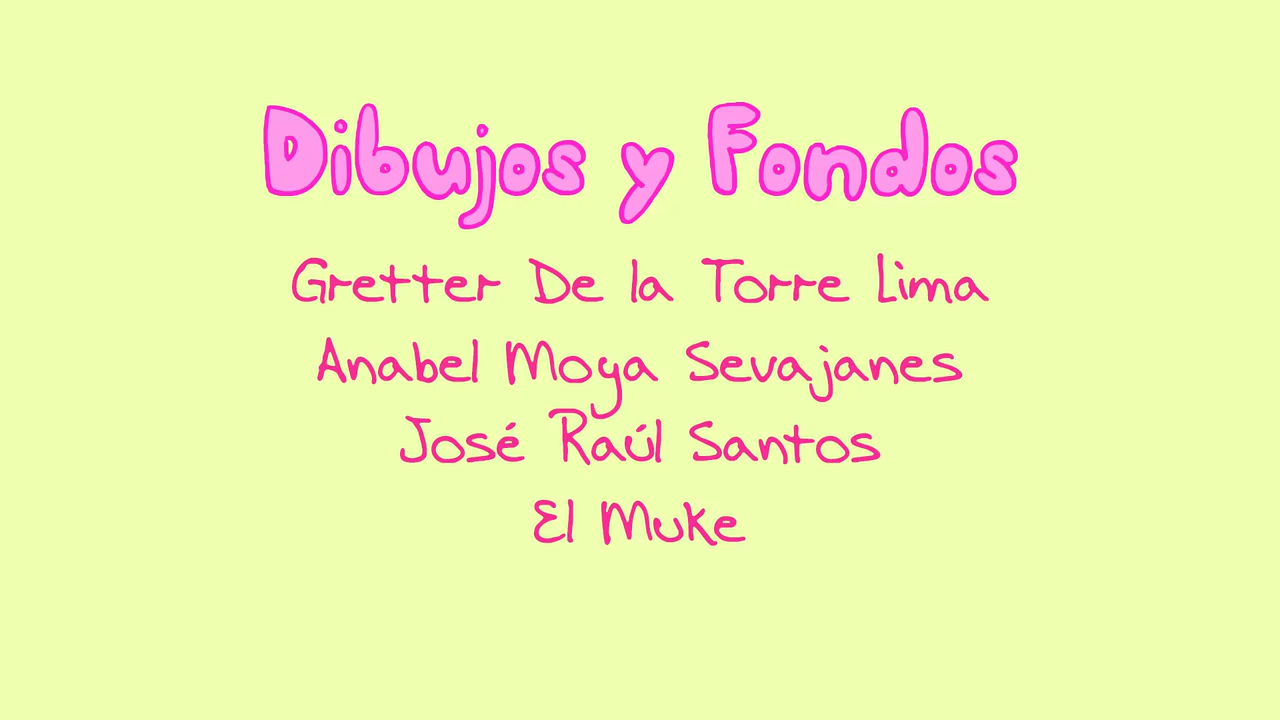 Dibujos y Fondos
Gretter De la Torre Lima
Anabel Moya Sevajanes
José Raúl Santos
El Muke